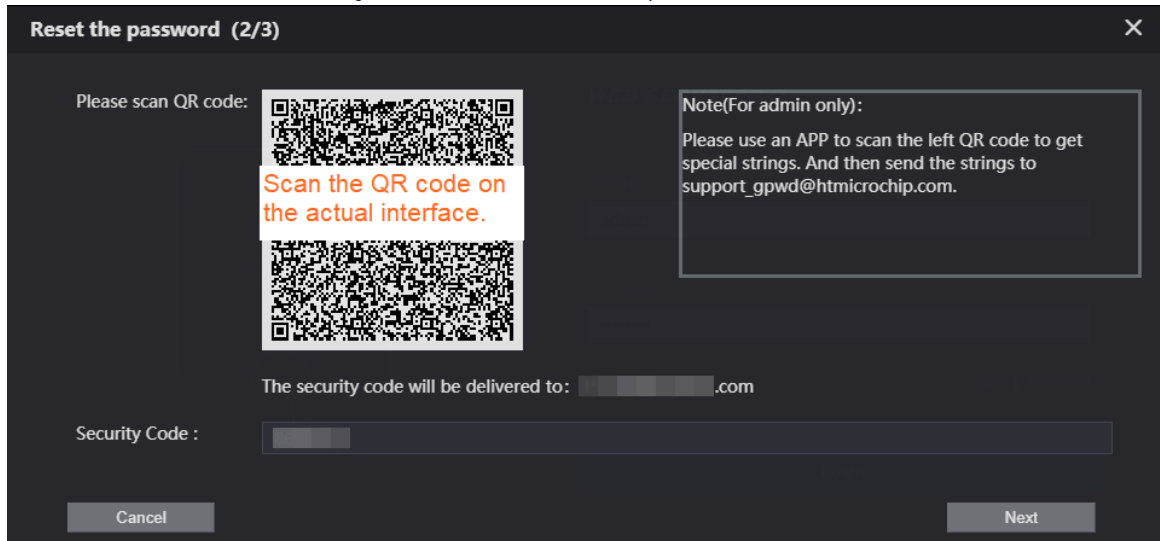 Reset the password (2/3)
Please scan QR code:
Scan the QR code on
the actual interface.
Note(For admin only):
Please use an APP to scan the left QR code to get
special strings. And then send the strings to
support_gpwd@htmicrochip.com.
The security code will be delivered to: .com
Security Code :
Cancel
Next